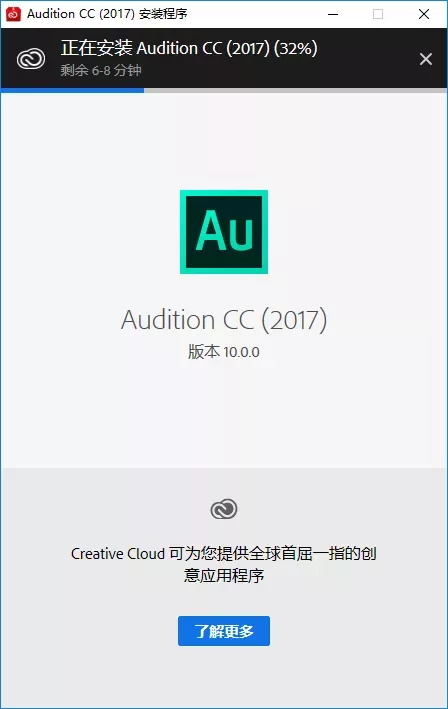 Audition CC (2017) 安装程序
正在安装 Audition CC (2017) (32%)
剩余 6-8 分钟
Au
Audition CC (2017)
版本 10.0.0
Creative Cloud 可为您提供全球首屈一指的创
意应用程序
了解更多